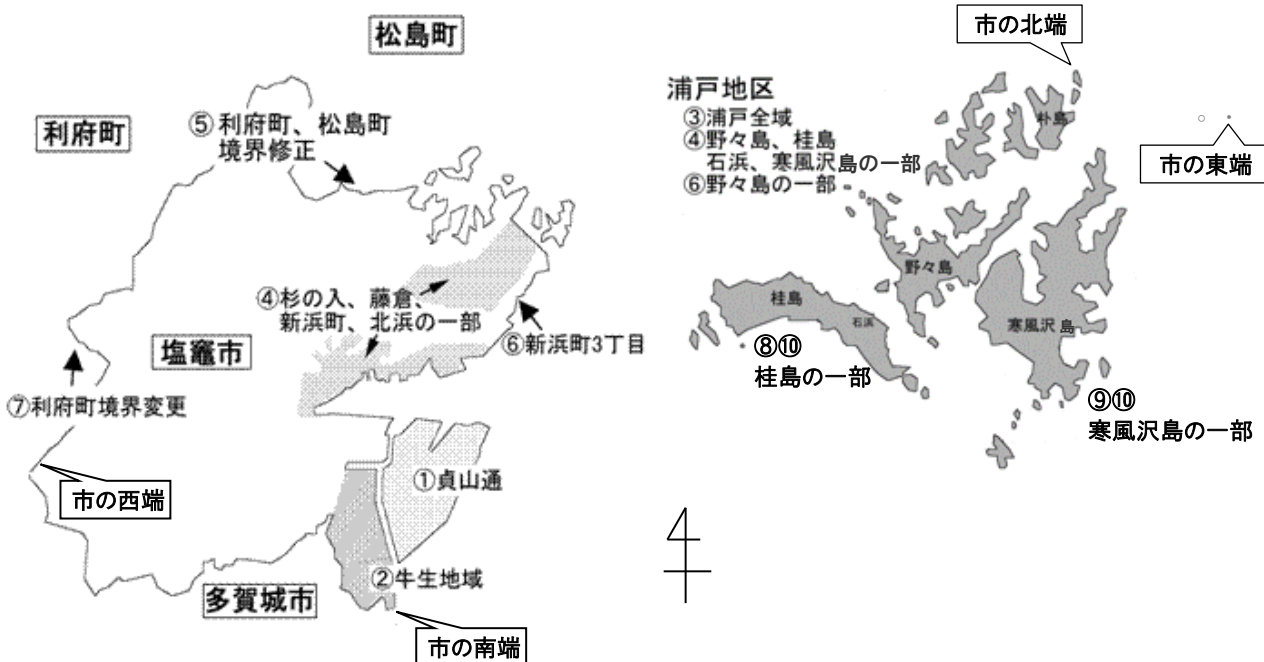 松島町
利府町
⑤利府町、松島町
境界修正
④杉の入、藤倉、
新浜町、北浜の一部
塩竈市
⑥新浜町3丁目
⑦利府町境界変更
①貞山通
市の西端
②牛生地域
多賀城市
市の南端
市の北端
浦戸地区
③浦戸全域
④野々島、桂島
石浜、寒風沢島の一部
⑥野々島の一部
朴島
市の東端
野々島
桂島
石浜
寒風沢島
⑧⑩
桂島の一部
⑨⑩
寒風沢島の一部